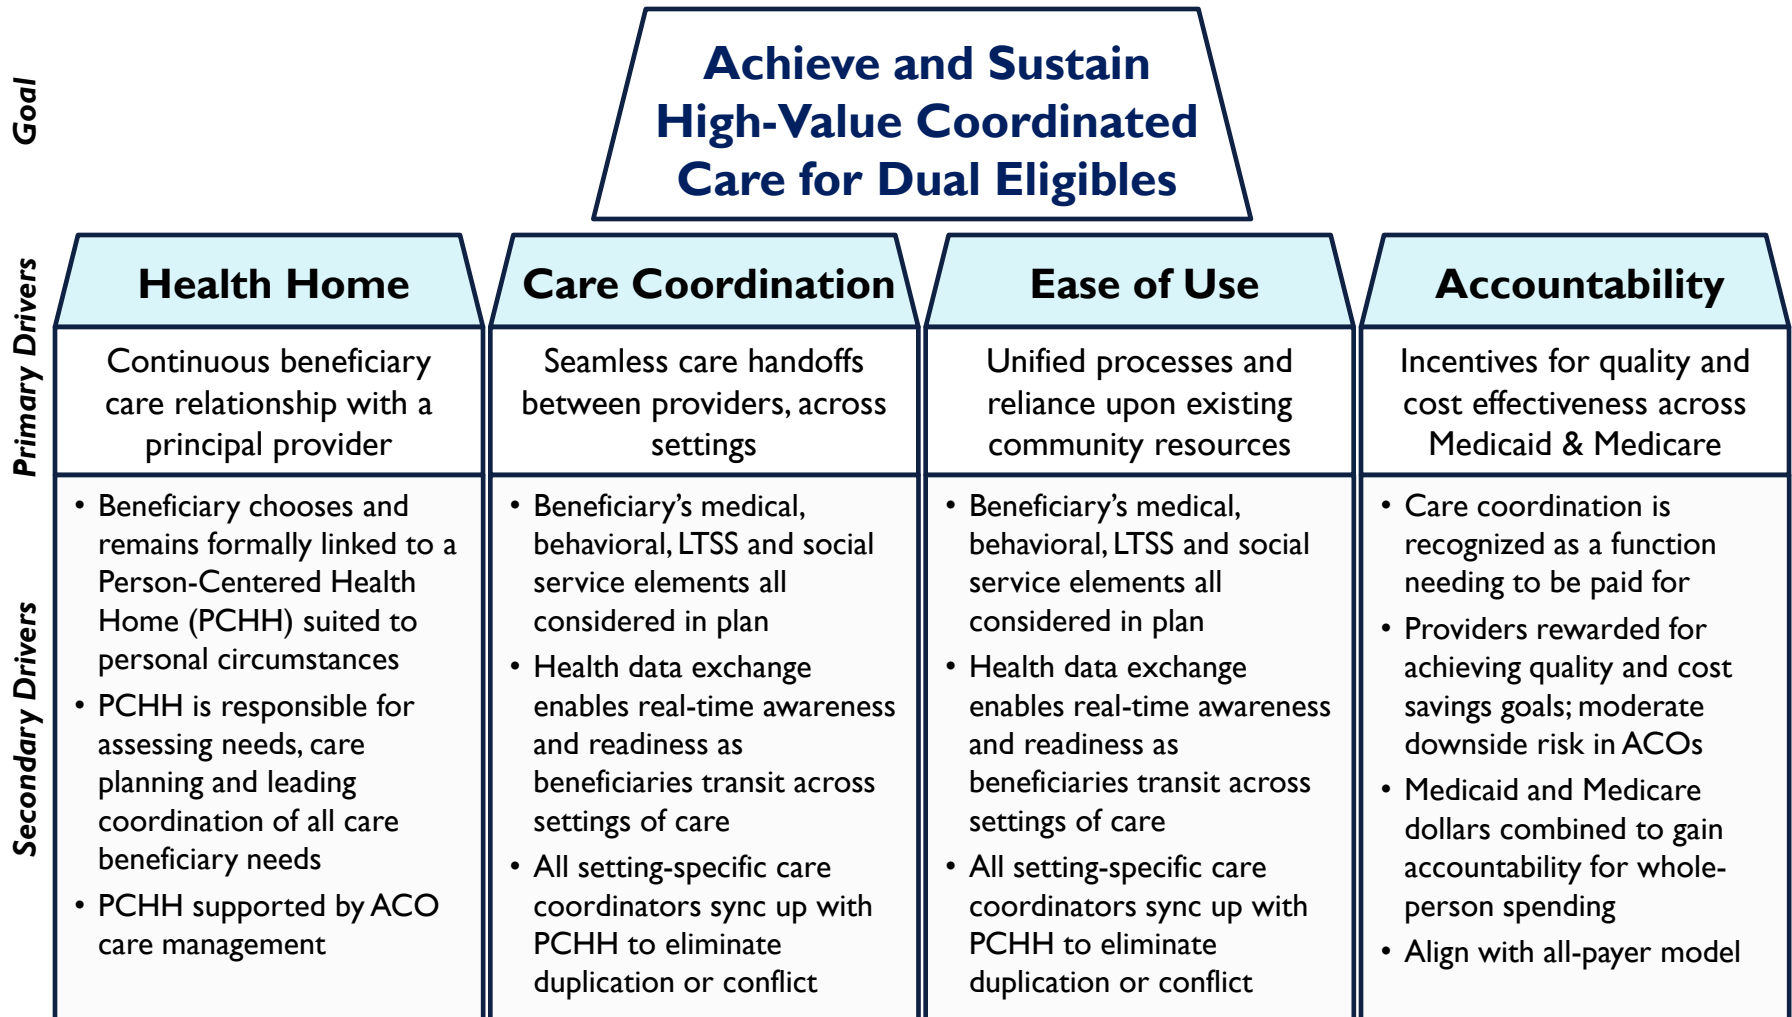 Goal
Achieve and Sustain
High-Value Coordinated
Care for Dual Eligibles
Primary Drivers
Health Home
Continuous beneficiary
care relationship with a
principal provider
Care Coordination
Seamless care handoffs
between providers, across
settings
Ease of Use
Unified processes and
reliance upon existing
community resources
Accountability
Incentives for quality and
cost effectiveness across
Medicaid & Medicare
Secondary Drivers
• Beneficiary chooses and
remains formally linked to a
Person-Centered Health
Home (PCHH) suited to
personal circumstances
• PCHH is responsible for
assessing needs, care
planning and leading
coordination of all care
beneficiary needs
• PCHH supported by ACO
care management
• Beneficiary’s medical,
behavioral, LTSS and social
service elements all
considered in plan
• Health data exchange
enables real-time awareness
and readiness as
beneficiaries transit across
settings of care
• All setting-specific care
coordinators sync up with
PCHH to eliminate
duplication or conflict
• Beneficiary’s medical,
behavioral, LTSS and social
service elements all
considered in plan
• Health data exchange
enables real-time awareness
and readiness as
beneficiaries transit across
settings of care
• All setting-specific care
coordinators sync up with
PCHH to eliminate
duplication or conflict
• Care coordination is
recognized as a function
needing to be paid for
• Providers rewarded for
achieving quality and cost
savings goals; moderate
downside risk in ACOs
• Medicaid and Medicare
dollars combined to gain
accountability for whole-
person spending
• Align with all-payer model